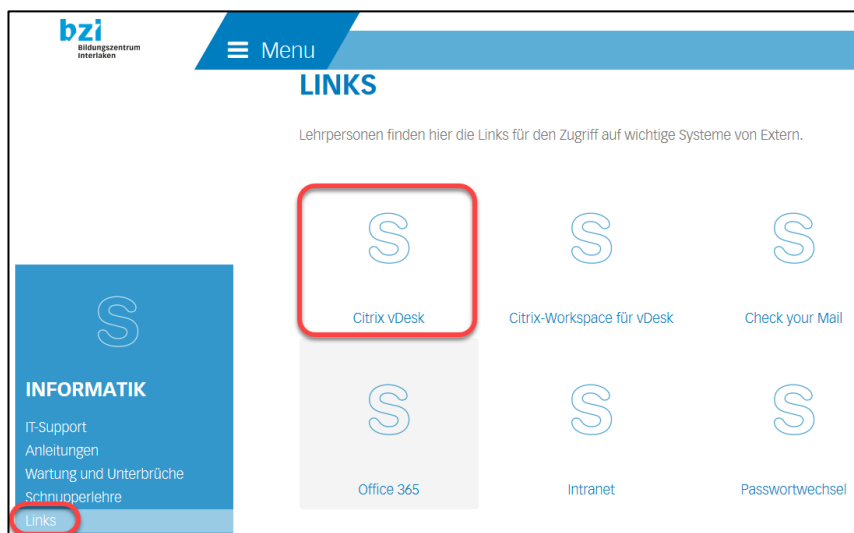 bzi
Bildungszentrum
Interlaken
Menu
LINKS
Lehrpersonen finden hier die Links für den Zugriff auf wichtige Systeme von Extern.
S S S
Citrix vDesk Citrix-Workspace für vDesk Check your Mail
S S S
Office 365 Intranet Passwortwechsel
S
INFORMATIK
IT-Support
Anleitungen
Wartung und Unterbrüche
Schnupperlehre
Links